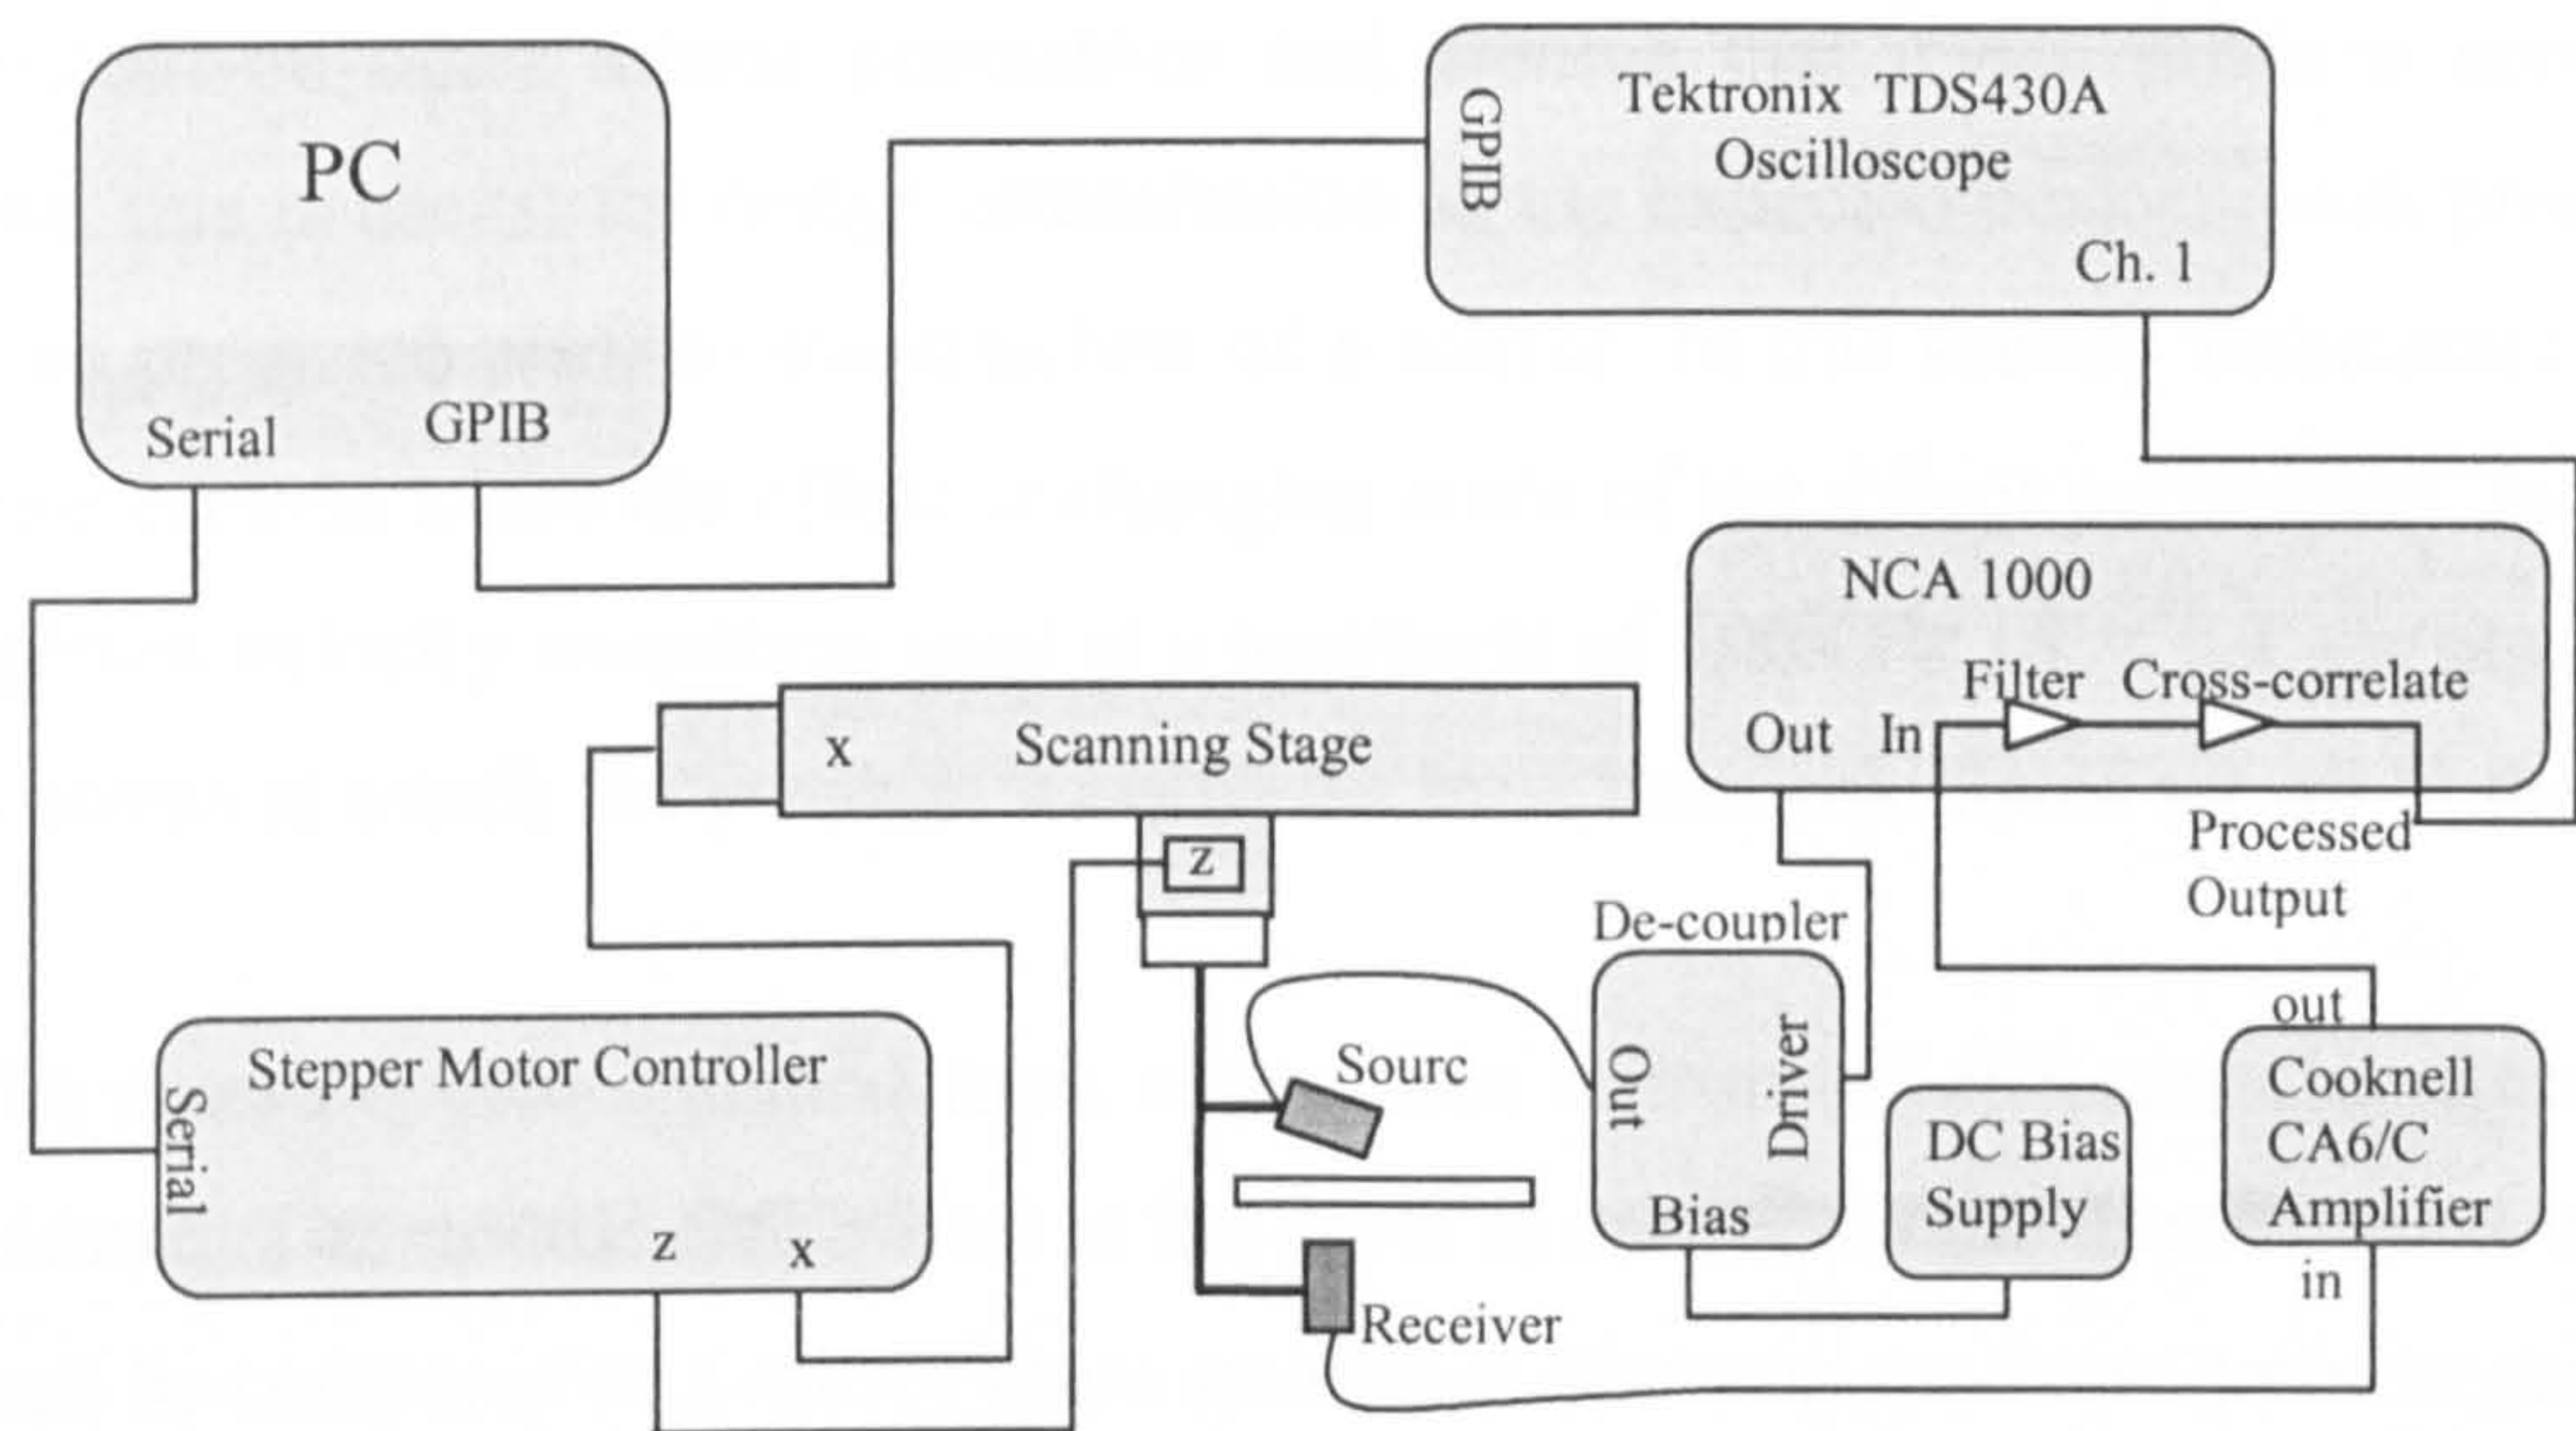 PC
Serial
GPIB
GPIB
Tektronix TDS430A
Oscilloscope
Ch. 1
NCA 1000
Filter Cross-correlate
Out In
Processed
Output
x Scanning Stage
z
De-coupler
Out
Driver
Bias
Sourc
Receiver
DC Bias
Supply
out
Cooknell
CA6/C
Amplifier
in
Stepper Motor Controller
Serial
z x